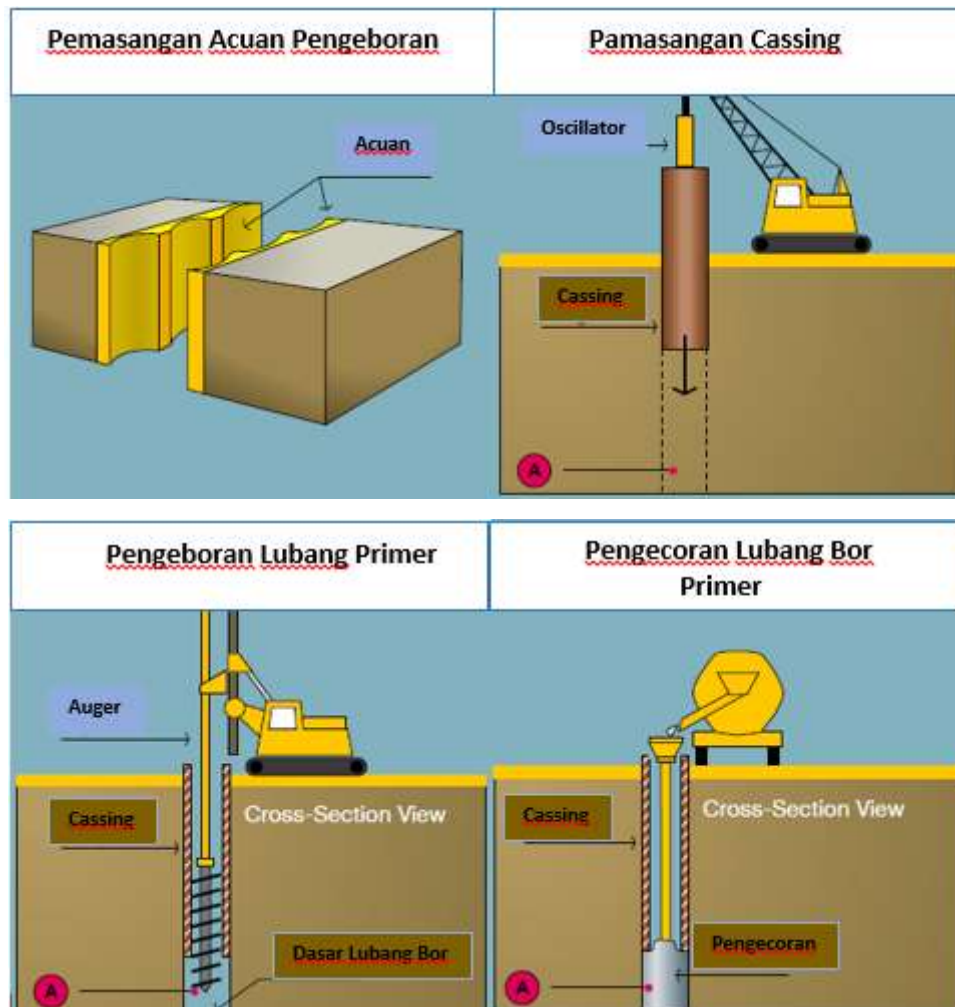 Pemasangan Acuan Pengeboran
Pamasangan Cassing
Acuan
Oscillator
Cassing
A
Pengeboran Lubang Primer
Pengecoran Lubang Bor
Primer
Auger
Cassing
Cross-Section View
Dasar Lubang Bor
A
Cassing
Cross-Section View
Pengecoran
A